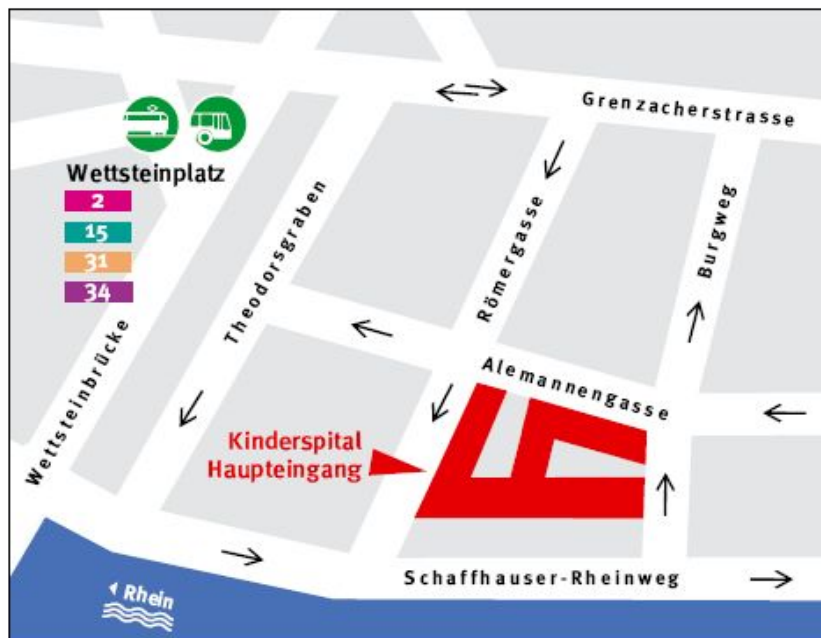 Grenzacherstrasse
Wettsteinplatz
2
15
31
34
Theodorsgraben
Römergasse
Burgweg
Wettsteinbrücke
Alemannengasse
Kinderspital
Haupteingang
Schaffhauser-Rheinweg
Rhein